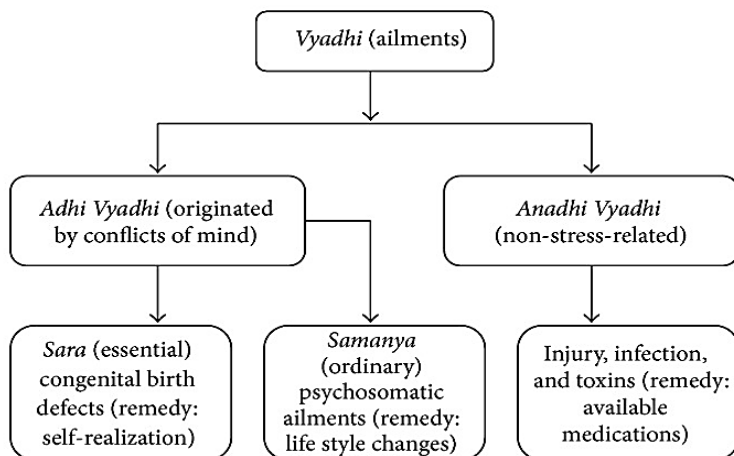 Vyadhi (ailments)
Adhi Vyadhi (originated
by conflicts of mind)
Anadhi Vyadhi
(non-stress-related)
Sara (essential)
congenital birth
defects (remedy:
self-realization)
Samanya
(ordinary)
psychosomatic
ailments (remedy:
life style changes)
Injury, infection,
and toxins (remedy:
available
medications)